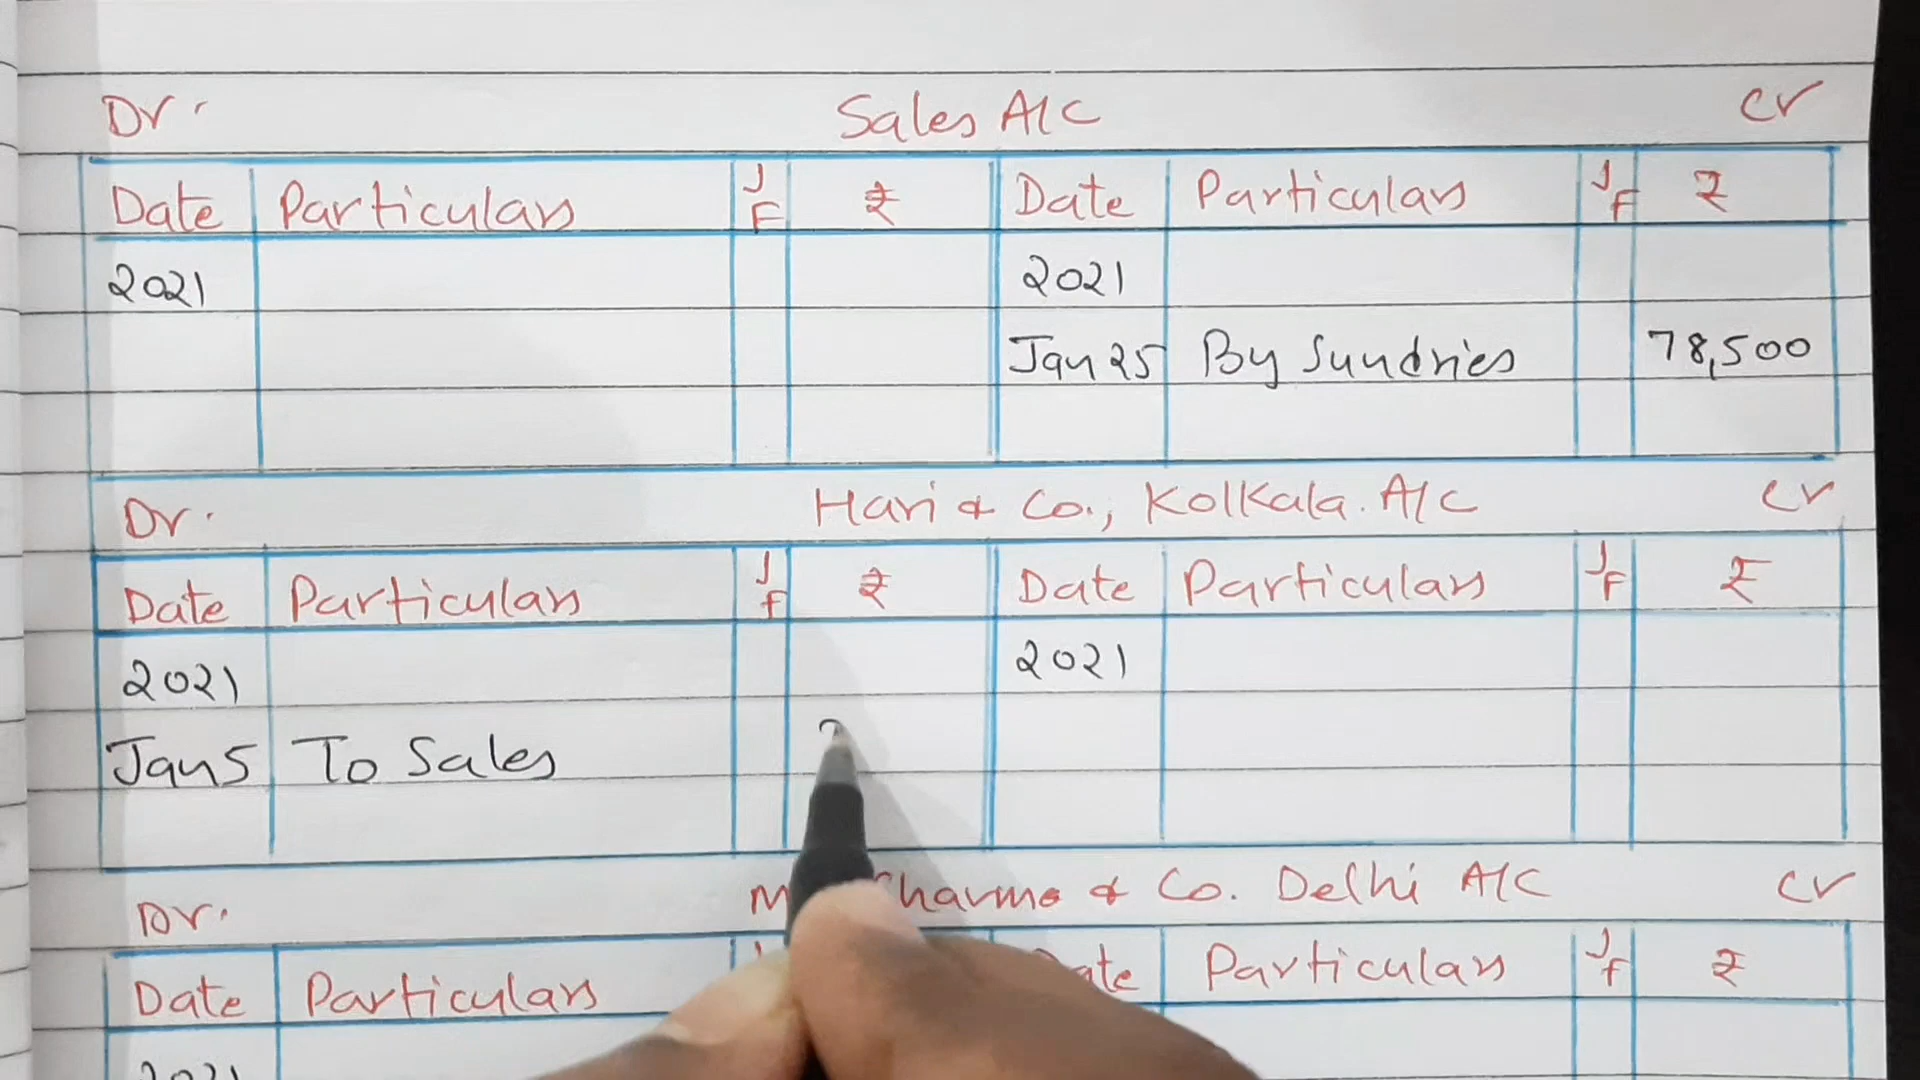 Dr. Sales A/C Cr
Date Particulars J F ₹ Date Particulars J F ₹
2021 2021
Jan 25 By Sundries 78,500
Dr. Hari & Co., Kolkala. A/C Cr
Date Particulars J F ₹ Date Particulars J F ₹
2021 2021
Jan 5 To Sales
Dr. & Co. Delhi A/C Cr
Date Particulars Particulars J F ₹
2021